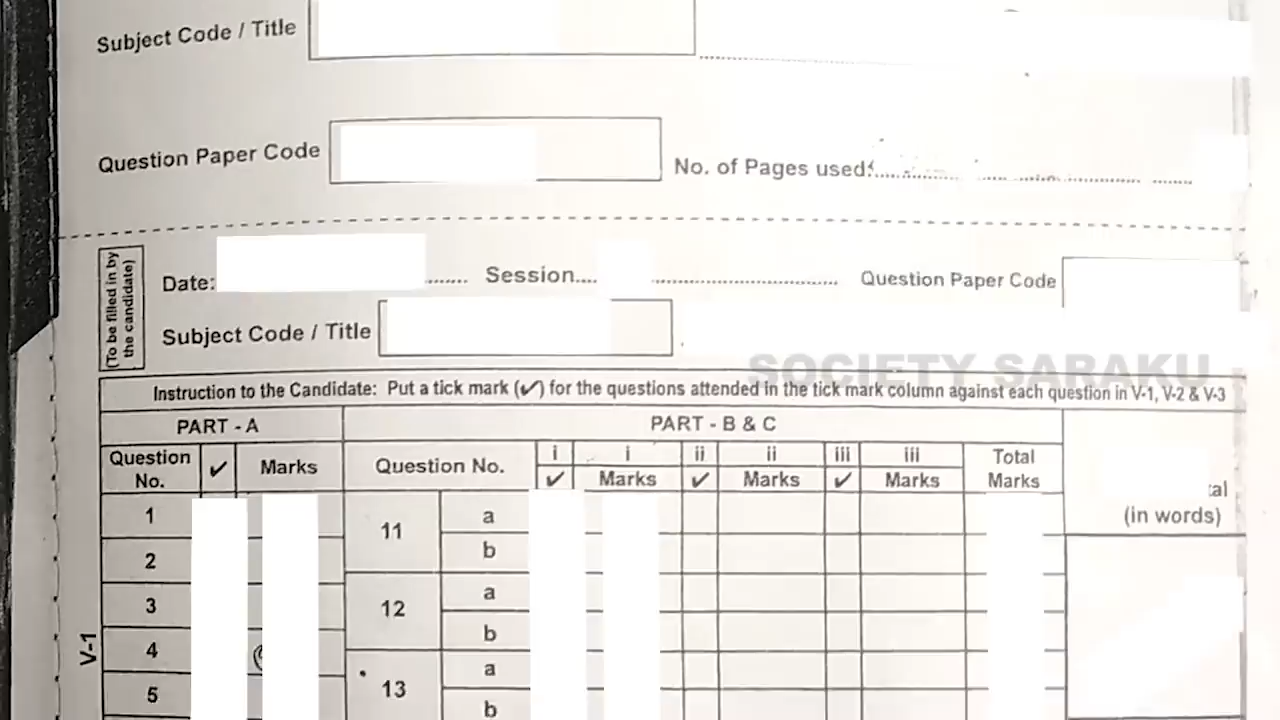 Subject Code / Title
Question Paper Code
No. of Pages used:
(To be filled in by the candidate)
Date: Session Question Paper Code
Subject Code / Title
SOCIETY SARAKU
Instruction to the Candidate: Put a tick mark (✓) for the questions attended in the tick mark column against each question in V-1, V-2 & V-3
PART - A PART - B & C
Question No. ✓ Marks Question No. i ✓ i Marks ii ✓ ii Marks iii ✓ iii Marks Total Marks
(in words)
1 11 a
2 b
3 12 a
4 b
5 13 a
b
V-1